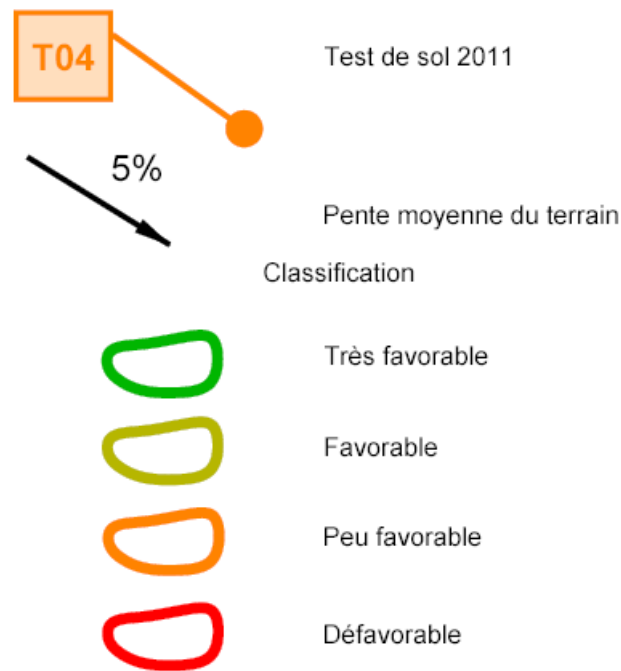 T04
Test de sol 2011
5%
Pente moyenne du terrain
Classification
Très favorable
Favorable
Peu favorable
Défavorable